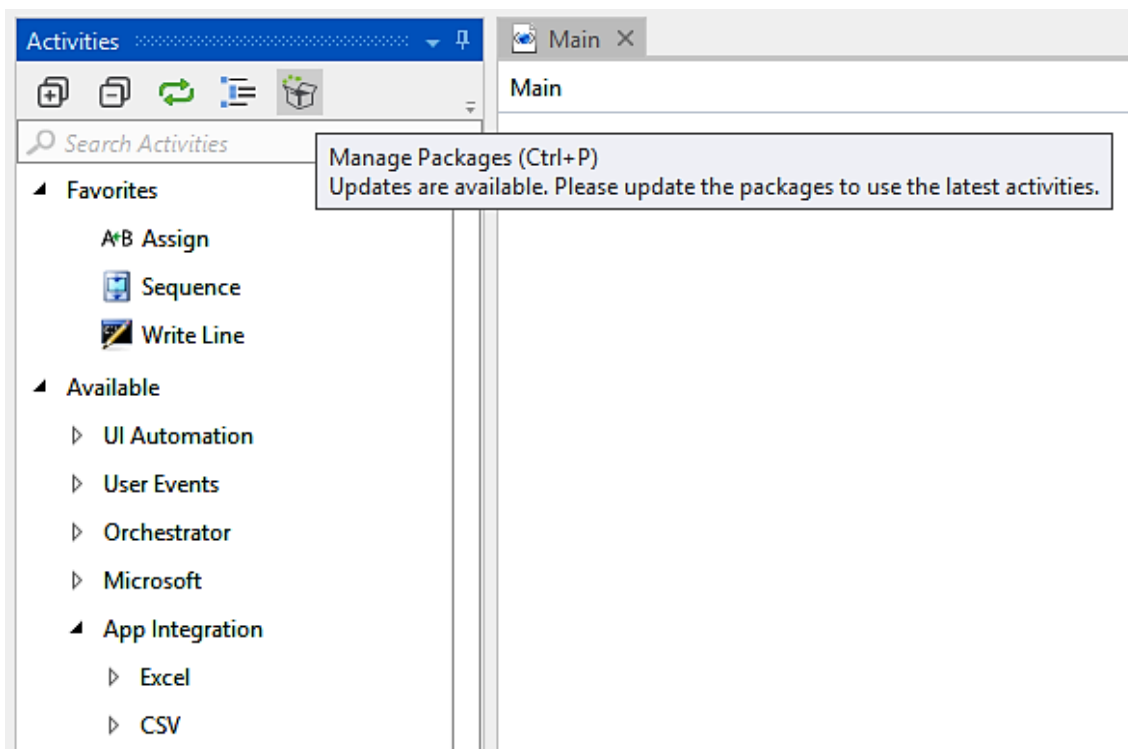 Activities
Main
Main
Search Activities
Manage Packages (Ctrl+P)
Updates are available. Please update the packages to use the latest activities.
Favorites
A+B Assign
Sequence
Write Line
Available
UI Automation
User Events
Orchestrator
Microsoft
App Integration
Excel
CSV